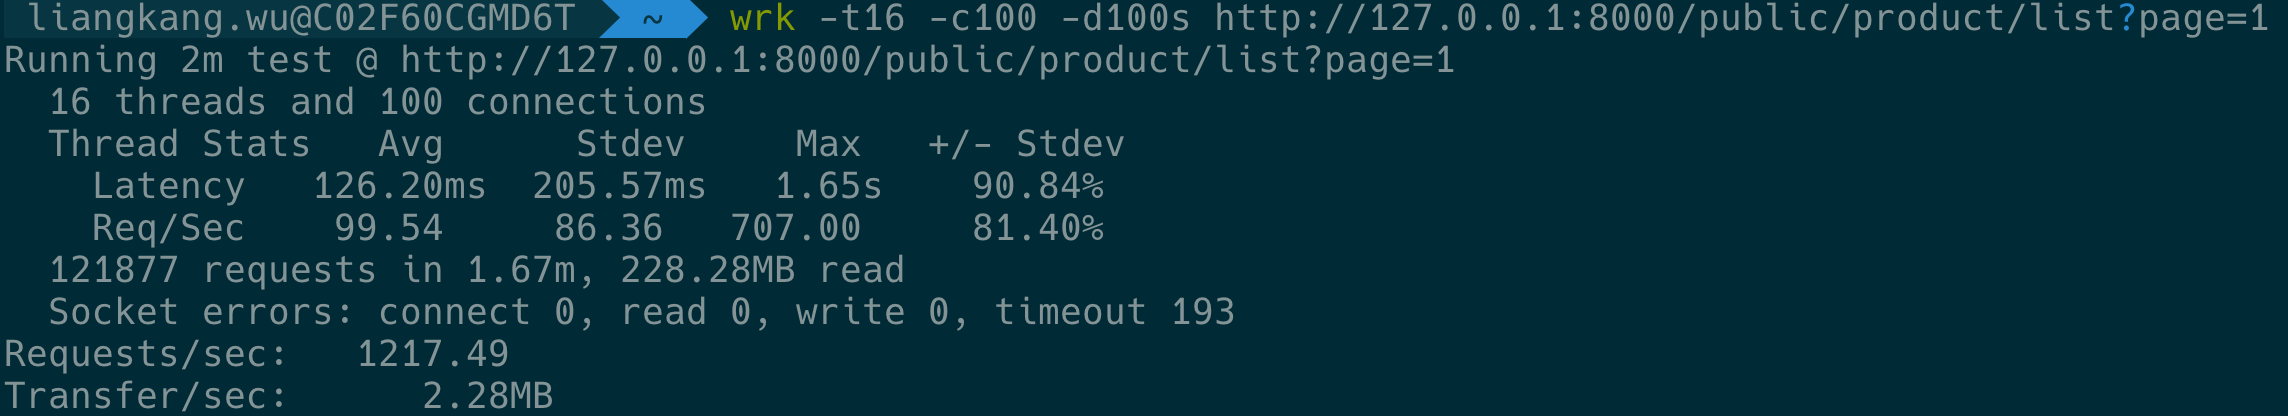 liangkang.wu@C02F60CGMD6T ~ wrk -t16 -c100 -d100s http://127.0.0.1:8000/public/product/list?page=1
Running 2m test @ http://127.0.0.1:8000/public/product/list?page=1
  16 threads and 100 connections
  Thread Stats   Avg      Stdev     Max   +/- Stdev
    Latency   126.20ms  205.57ms   1.65s    90.84%
    Req/Sec    99.54     86.36   707.00     81.40%
  121877 requests in 1.67m, 228.28MB read
  Socket errors: connect 0, read 0, write 0, timeout 193
Requests/sec:   1217.49
Transfer/sec:      2.28MB